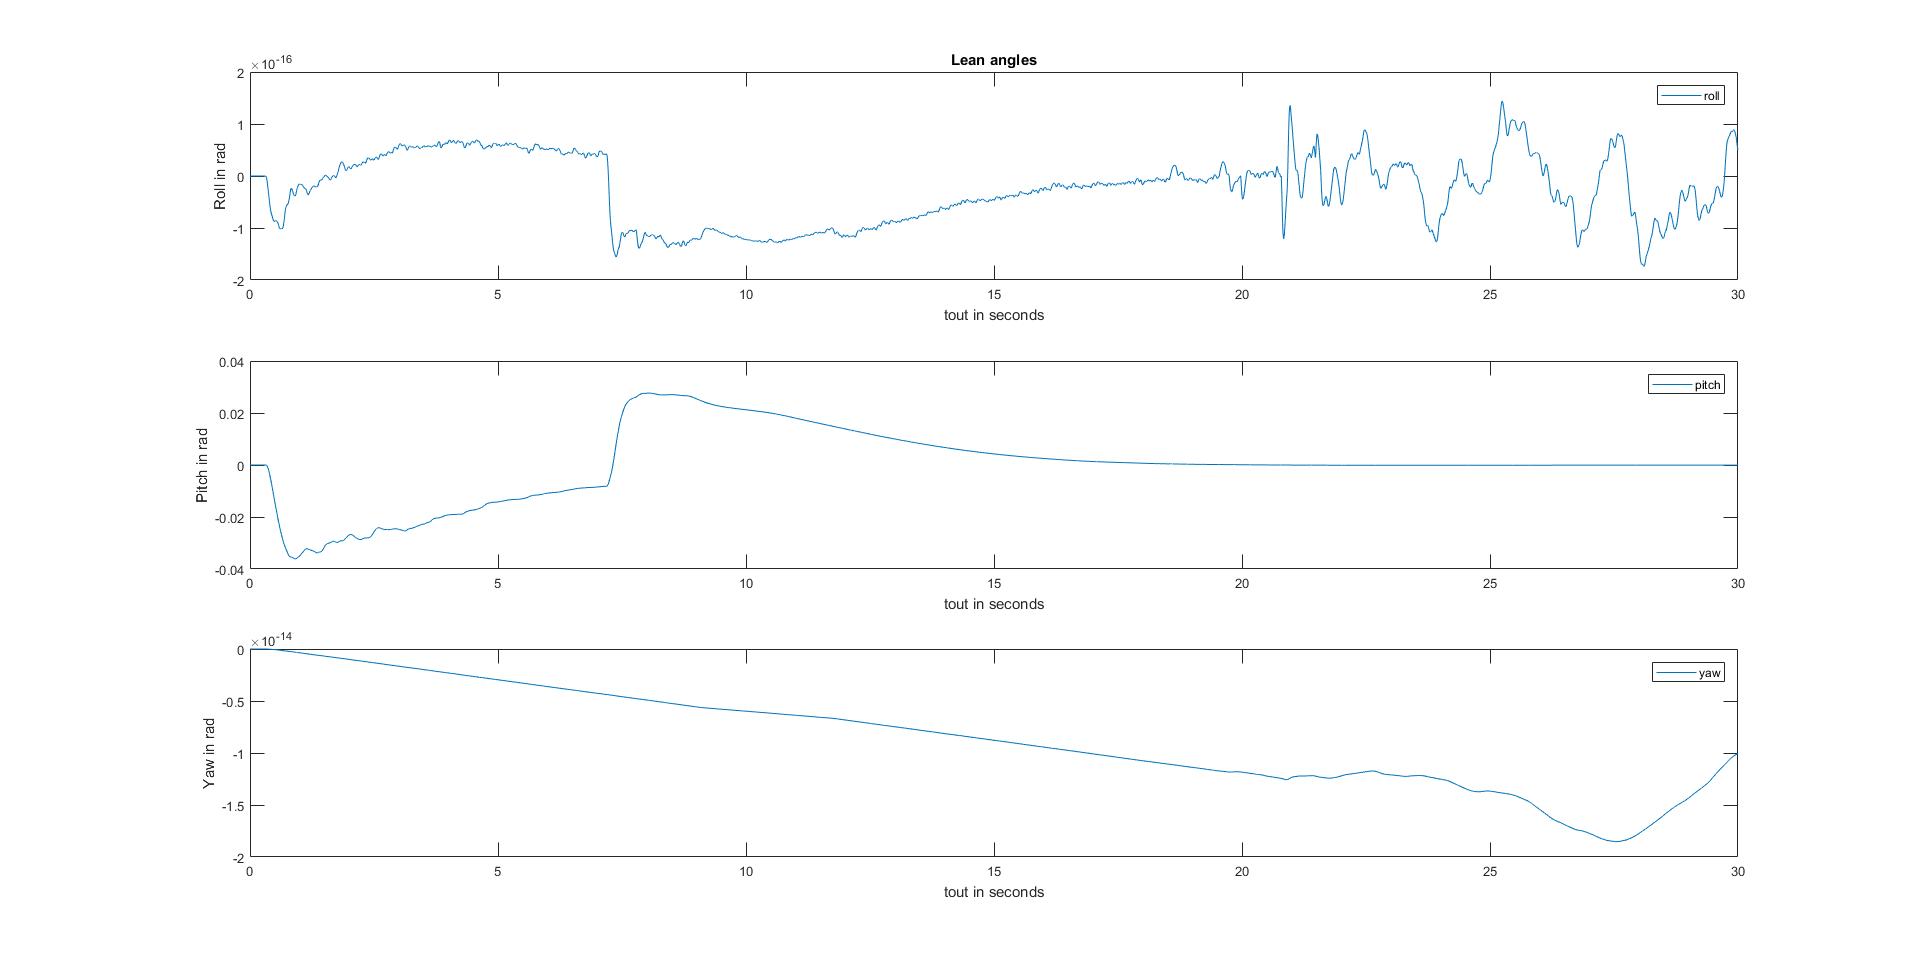 Lean angles
×10-16
2
1
0
-1
-2
Roll in rad
roll
0 5 10 15 20 25 30
tout in seconds
0.04
0.02
0
-0.02
-0.04
Pitch in rad
pitch
0 5 10 15 20 25 30
tout in seconds
×10-14
0
-0.5
-1
-1.5
-2
Yaw in rad
yaw
0 5 10 15 20 25 30
tout in seconds